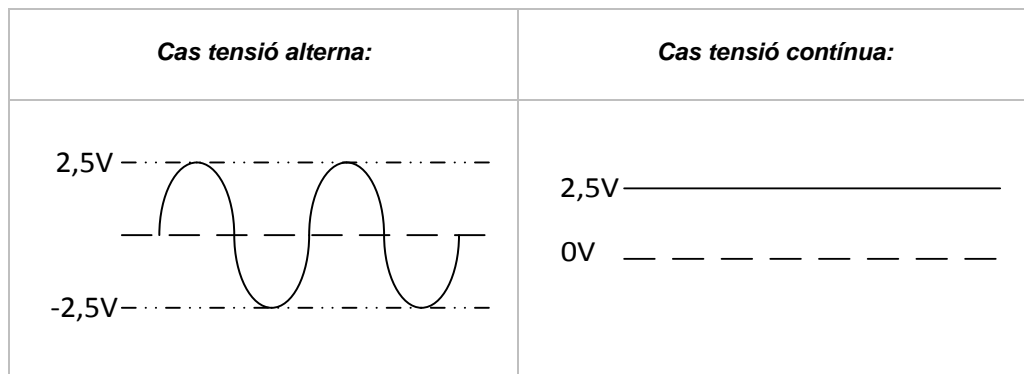 Cas tensió alterna:
Cas tensió contínua:
2,5V
-2,5V
2,5V
0V